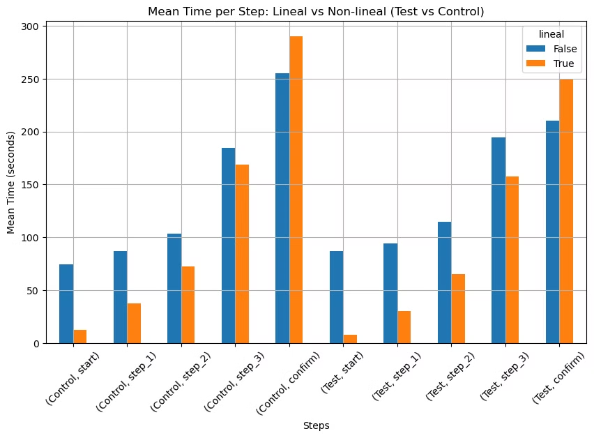 Mean Time per Step: Lineal vs Non-lineal (Test vs Control)
lineal
False
True
Mean Time (seconds)
300
250
200
150
100
50
0
(Control, start)
(Control, step_1)
(Control, step_2)
(Control, step_3)
(Control, confirm)
(Test, start)
(Test, step_1)
(Test, step_2)
(Test, step_3)
(Test, confirm)
Steps